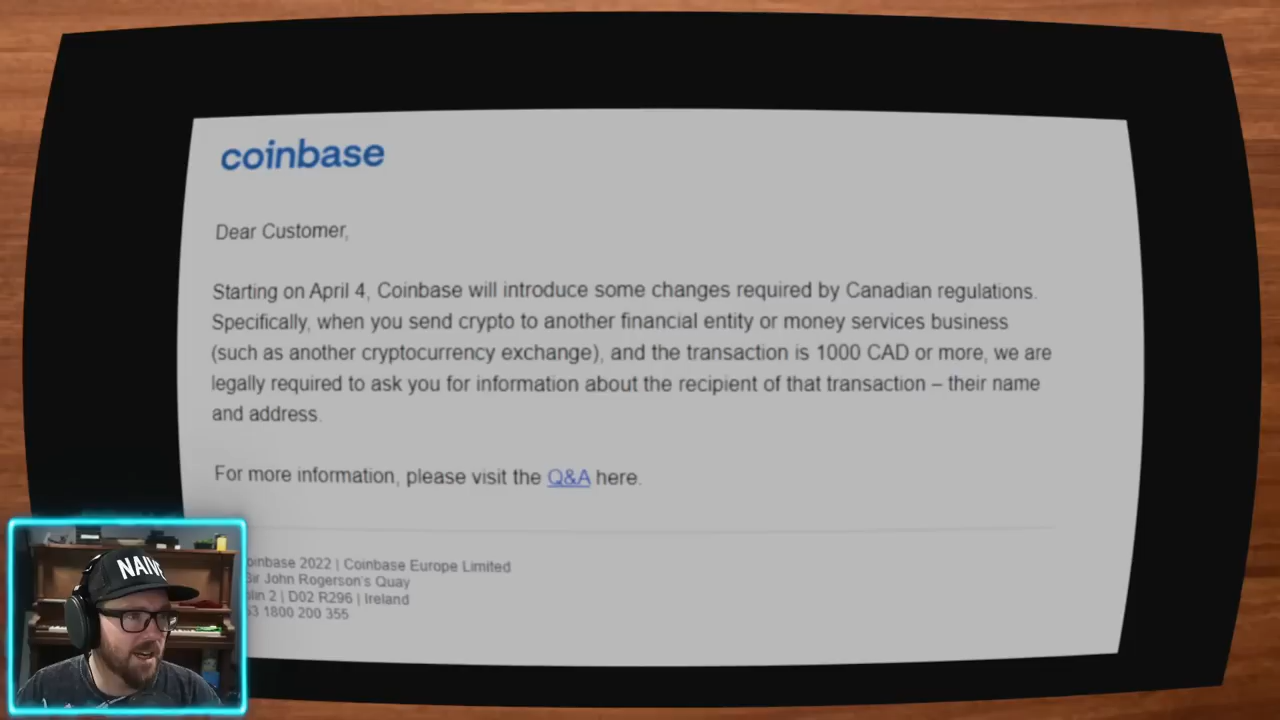 coinbase
Dear Customer,
Starting on April 4, Coinbase will introduce some changes required by Canadian regulations.
Specifically, when you send crypto to another financial entity or money services business
(such as another cryptocurrency exchange), and the transaction is 1000 CAD or more, we are
legally required to ask you for information about the recipient of that transaction – their name
and address.
For more information, please visit the Q&A here.
2022 | Coinbase Europe Limited
John Rogerson's Quay
2 | D02 R296 | Ireland
1800 200 355